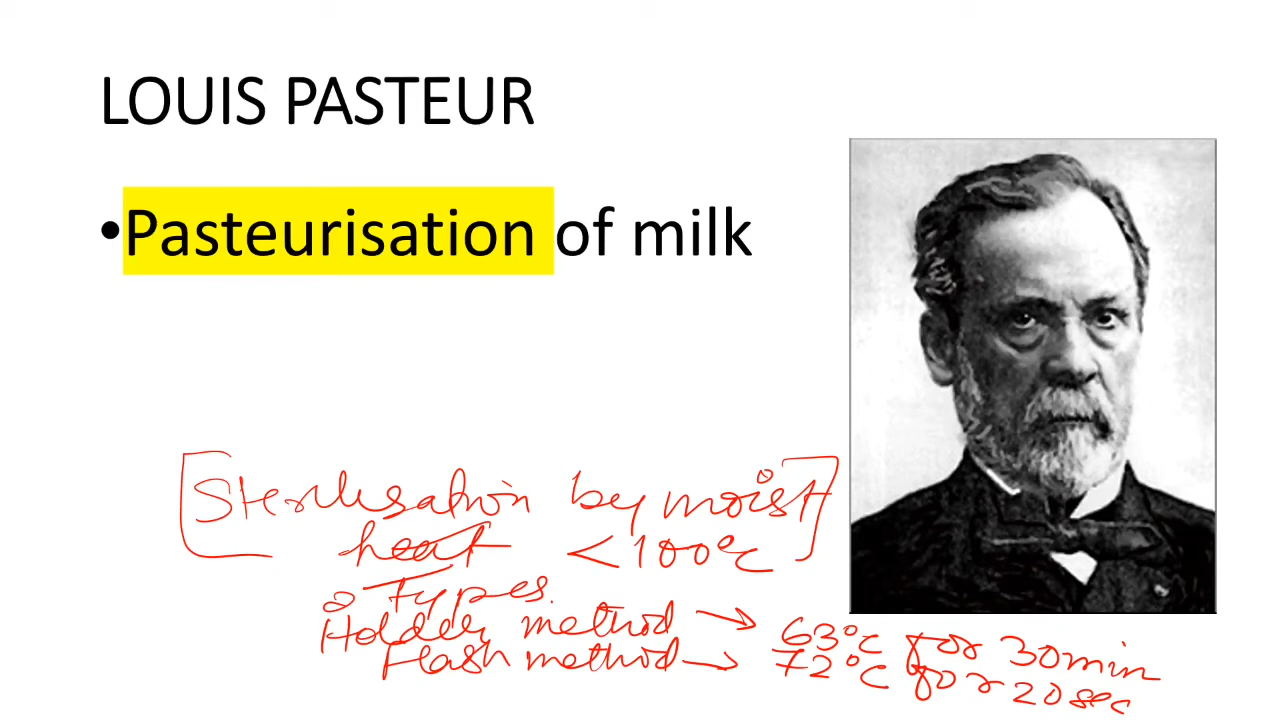 LOUIS PASTEUR
•Pasteurisation of milk
[Sterilisation by moist
heat <100°c]
2 Types.
Holder method → 63°c for 30min
Flash method → 72°c for 20sec